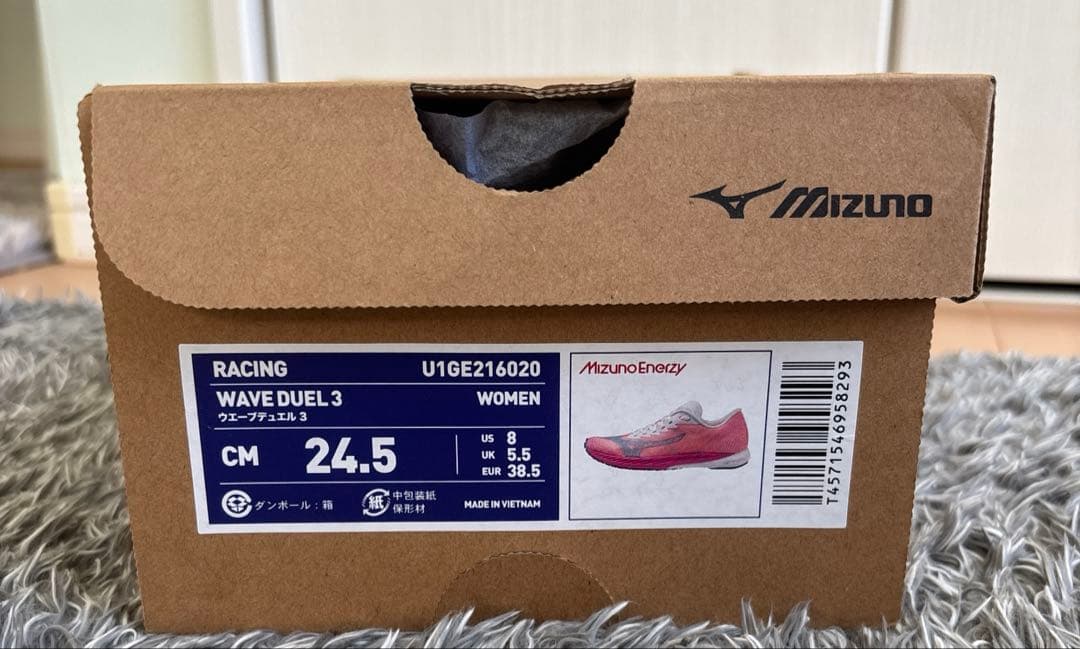 MIZUNO
RACING U1GE216020
WAVE DUEL 3 WOMEN
ウエーブデュエル 3
CM 24.5
US 8
UK 5.5
EUR 38.5
ダンボール:箱
紙 中包装紙
保形材
MADE IN VIETNAM
MizunoEnerzy
T4571546958293